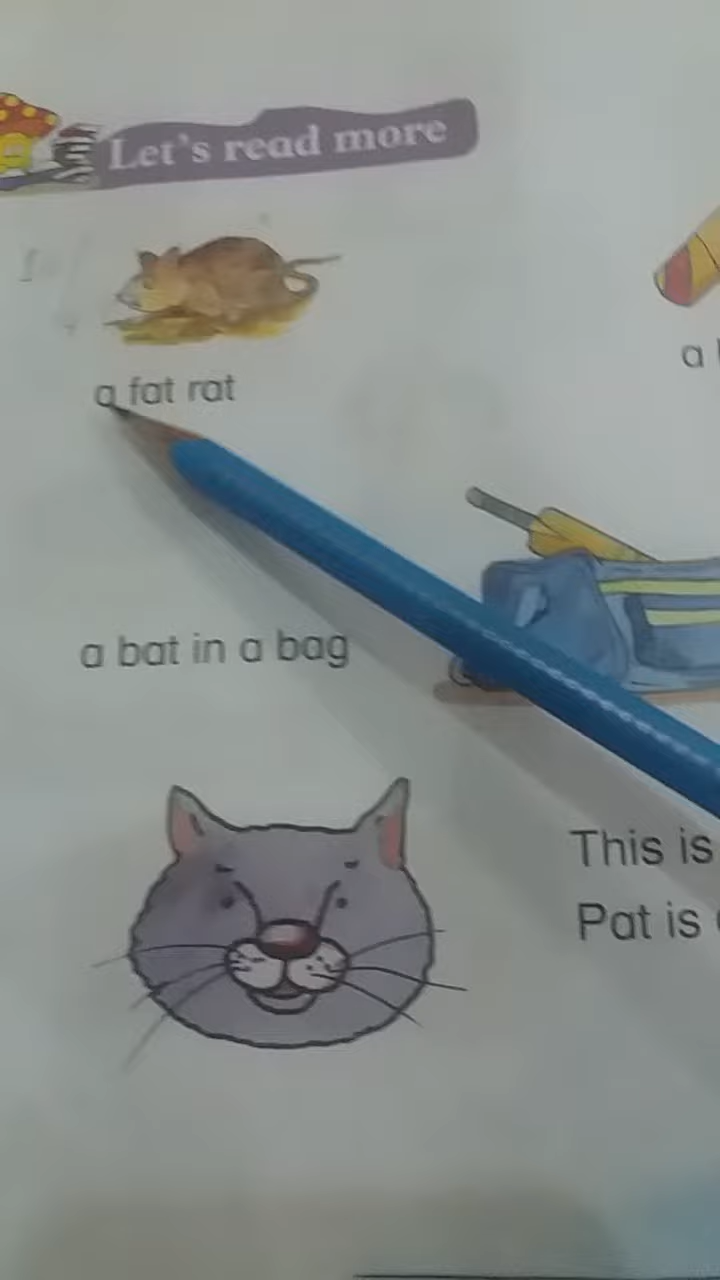 Let's read more
a fat rat
a
a bat in a bag
This is
Pat is